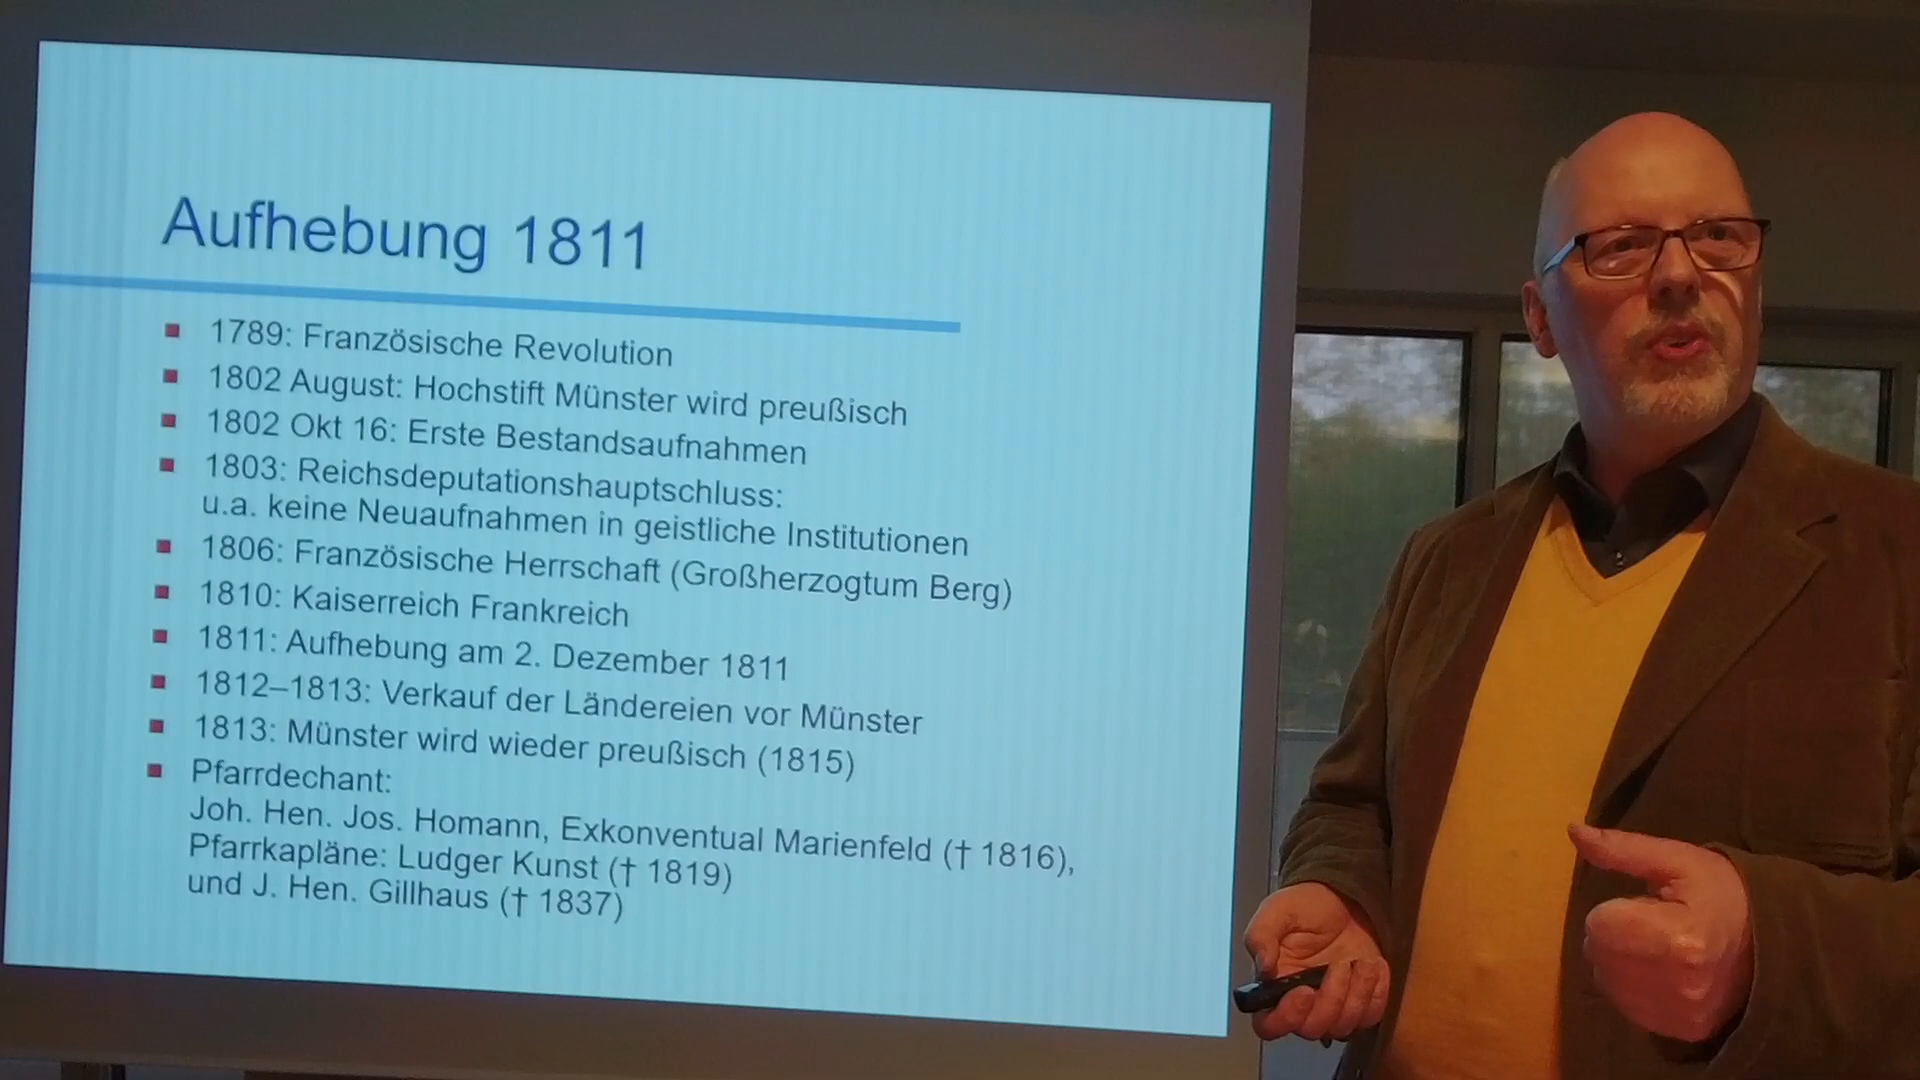 Aufhebung 1811
1789: Französische Revolution
1802 August: Hochstift Münster wird preußisch
1802 Okt 16: Erste Bestandsaufnahmen
1803: Reichsdeputationshauptschluss:
u.a. keine Neuaufnahmen in geistliche Institutionen
1806: Französische Herrschaft (Großherzogtum Berg)
1810: Kaiserreich Frankreich
1811: Aufhebung am 2. Dezember 1811
1812–1813: Verkauf der Ländereien vor Münster
1813: Münster wird wieder preußisch (1815)
Pfarrdechant:
Joh. Hen. Jos. Homann, Exkonventual Marienfeld († 1816),
Pfarrkapläne: Ludger Kunst († 1819)
und J. Hen. Gillhaus († 1837)